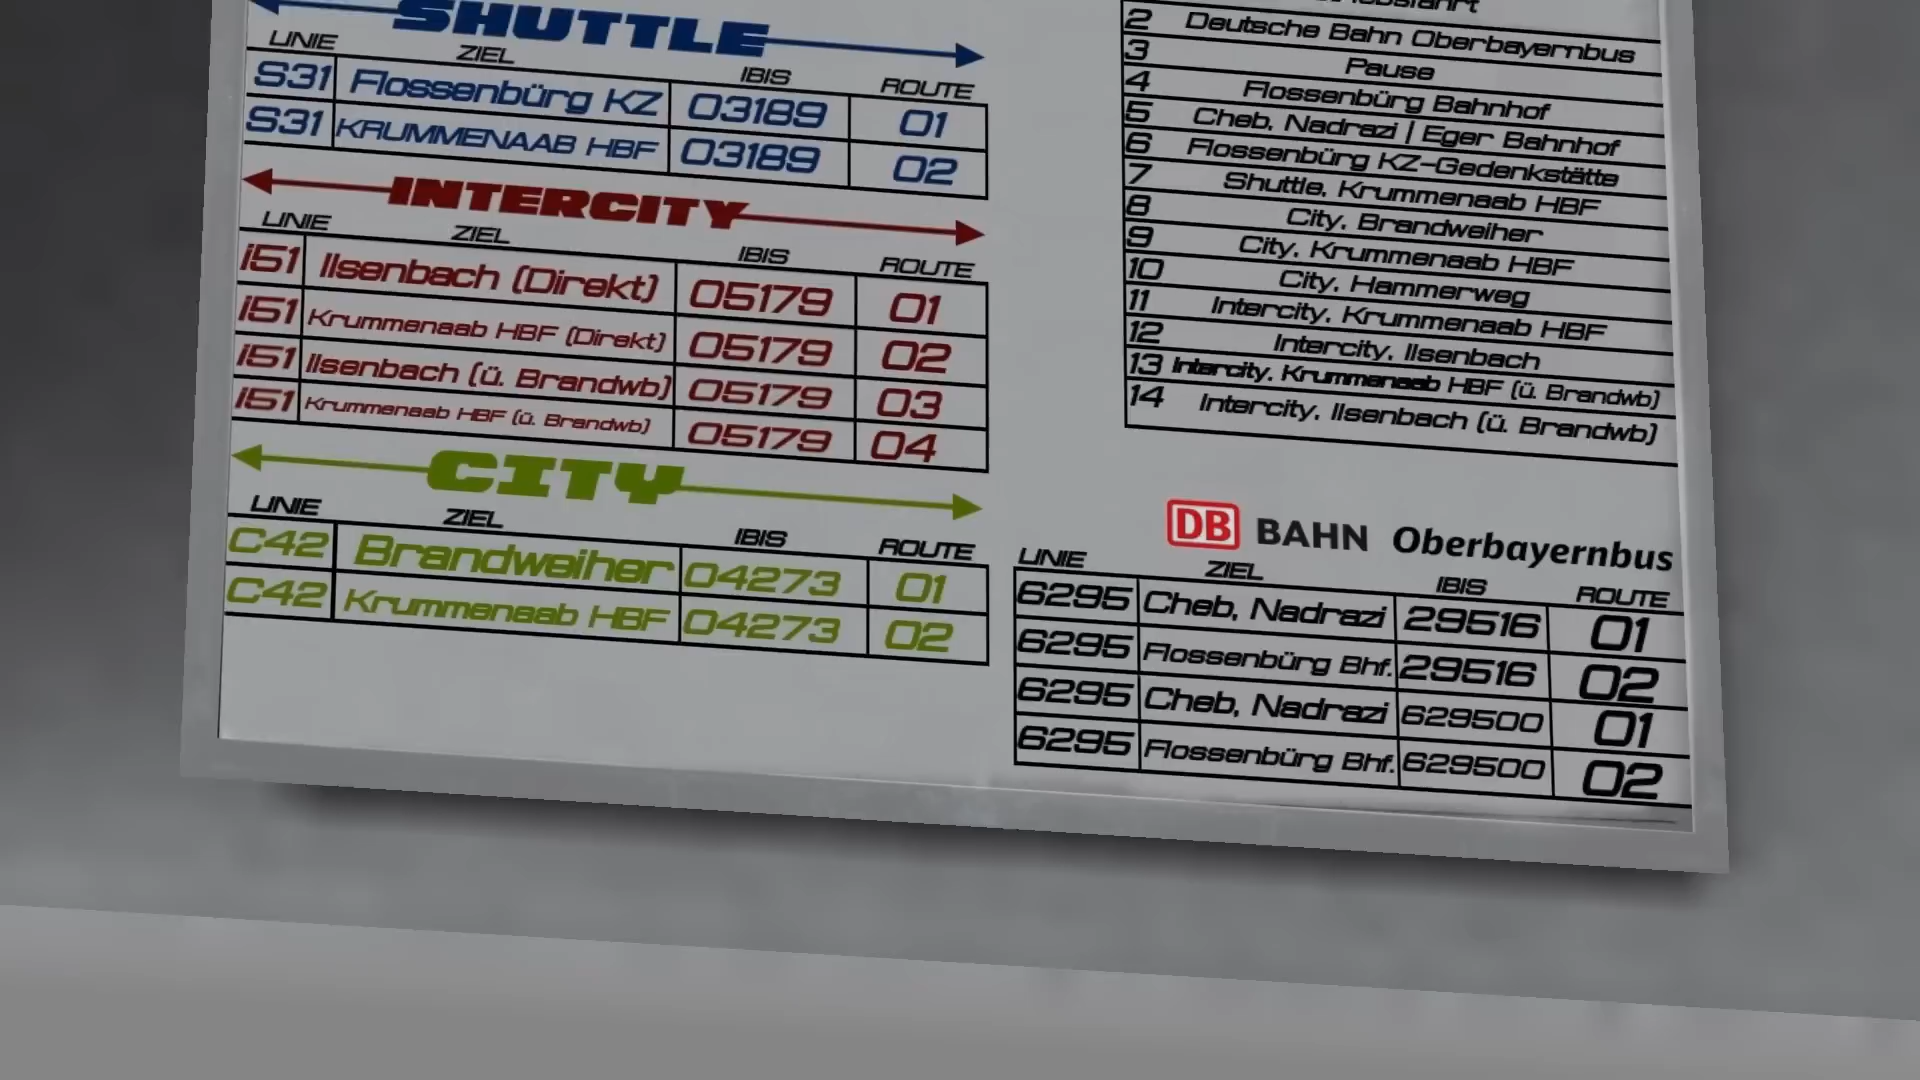 SHUTTLE
LINIE ZIEL IBIS ROUTE
S31 Flossenbürg KZ 03189 01
S31 KRUMMENAAB HBF 03189 02
INTERCITY
LINIE ZIEL IBIS ROUTE
i51 Ilsenbach (Direkt) 05179 01
i51 Krummenaab HBF (Direkt) 05179 02
i51 Ilsenbach (ü. Brandwb) 05179 03
i51 Krummenaab HBF (ü. Brandwb) 05179 04
CITY
LINIE ZIEL IBIS ROUTE
C42 Brandweiher 04273 01
C42 Krummenaab HBF 04273 02
2 Deutsche Bahn Oberbayernbus
3 Pause
4 Flossenbürg Bahnhof
5 Cheb, Nadrazi | Eger Bahnhof
6 Flossenbürg KZ-Gedenkstätte
7 Shuttle, Krummenaab HBF
8 City, Brandweiher
9 City, Krummenaab HBF
10 City, Hammerweg
11 Intercity, Krummenaab HBF
12 Intercity, Ilsenbach
13 Intercity, Krummenaab HBF (ü. Brandwb)
14 Intercity, Ilsenbach (ü. Brandwb)
DB BAHN Oberbayernbus
LINIE ZIEL IBIS ROUTE
6295 Cheb, Nadrazi 29516 01
6295 Flossenbürg Bhf. 29516 02
6295 Cheb, Nadrazi 629500 01
6295 Flossenbürg Bhf. 629500 02